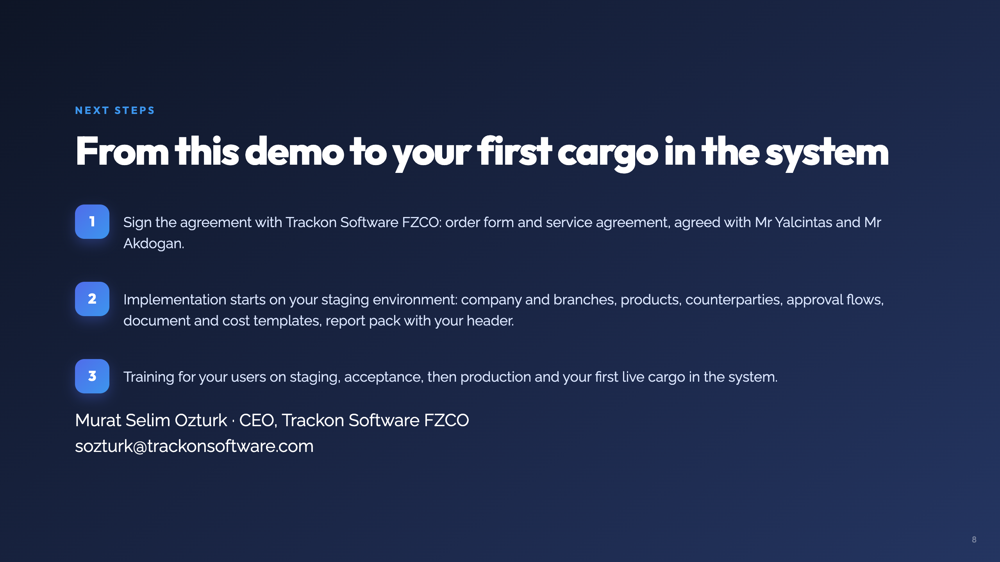 NEXT STEPS
From this demo to your first cargo in the system
1
Sign the agreement with Trackon Software FZCO: order form and service agreement, agreed with Mr Yalcintas and Mr
Akdogan.
2
Implementation starts on your staging environment: company and branches, products, counterparties, approval flows,
document and cost templates, report pack with your header.
3
Training for your users on staging, acceptance, then production and your first live cargo in the system.
Murat Selim Ozturk · CEO, Trackon Software FZCO
sozturk@trackonsoftware.com
8